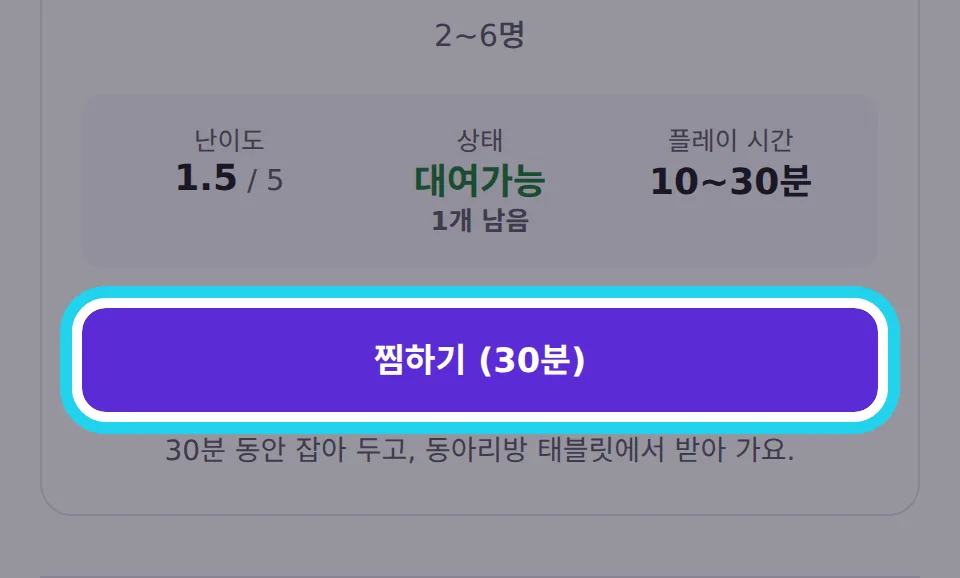 2~6명
난이도
1.5 / 5
상태
대여가능
1개 남음
플레이 시간
10~30분
찜하기 (30분)
30분 동안 잡아 두고, 동아리방 태블릿에서 받아 가요.